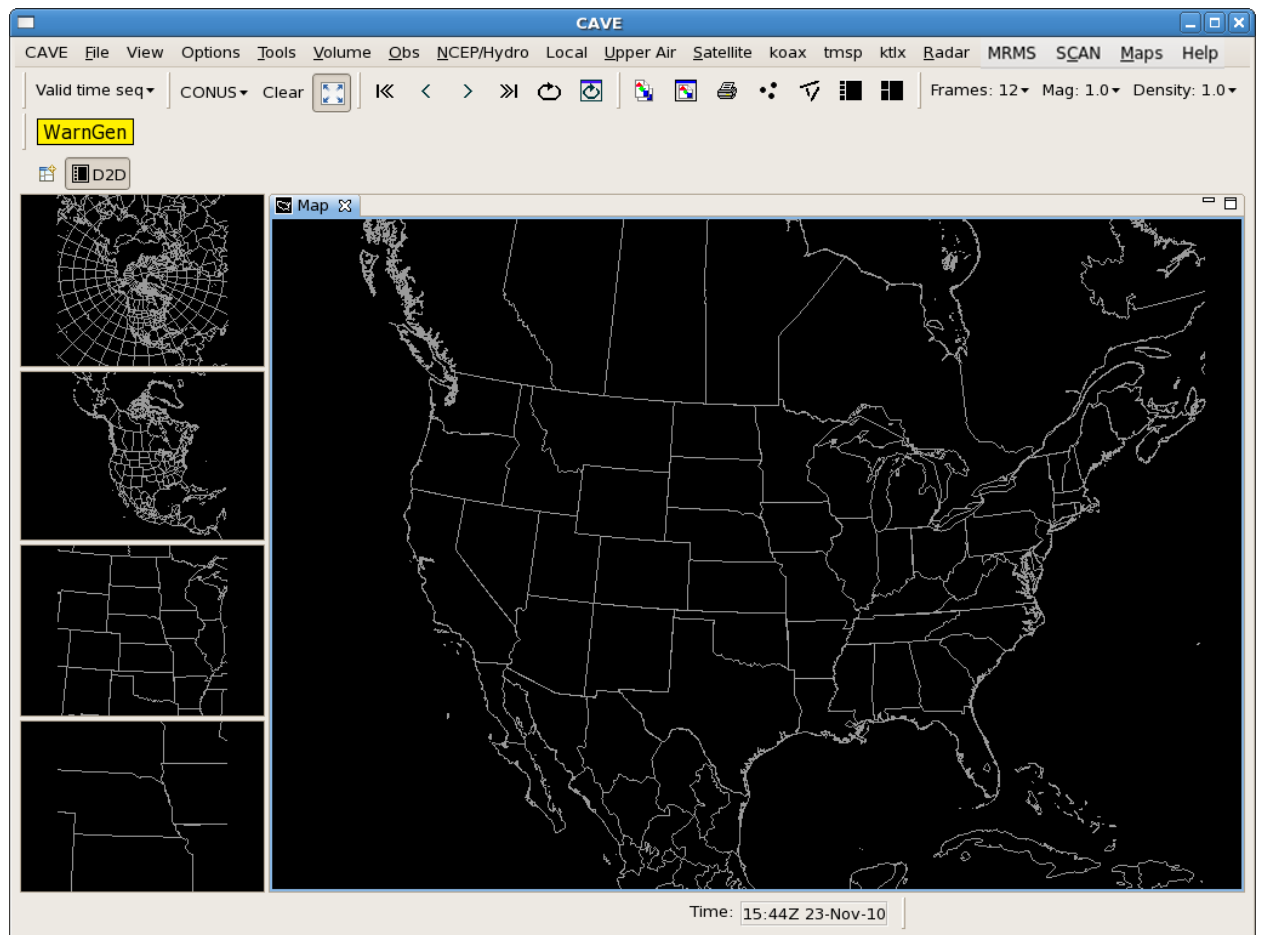 CAVE
CAVE File View Options Tools Volume Obs NCEP/Hydro Local Upper Air Satellite koax tmsp ktlx Radar MRMS SCAN Maps Help
Valid time seq CONUS Clear Frames: 12 Mag: 1.0 Density: 1.0
WarnGen
D2D
Map
Time: 15:44Z 23-Nov-10